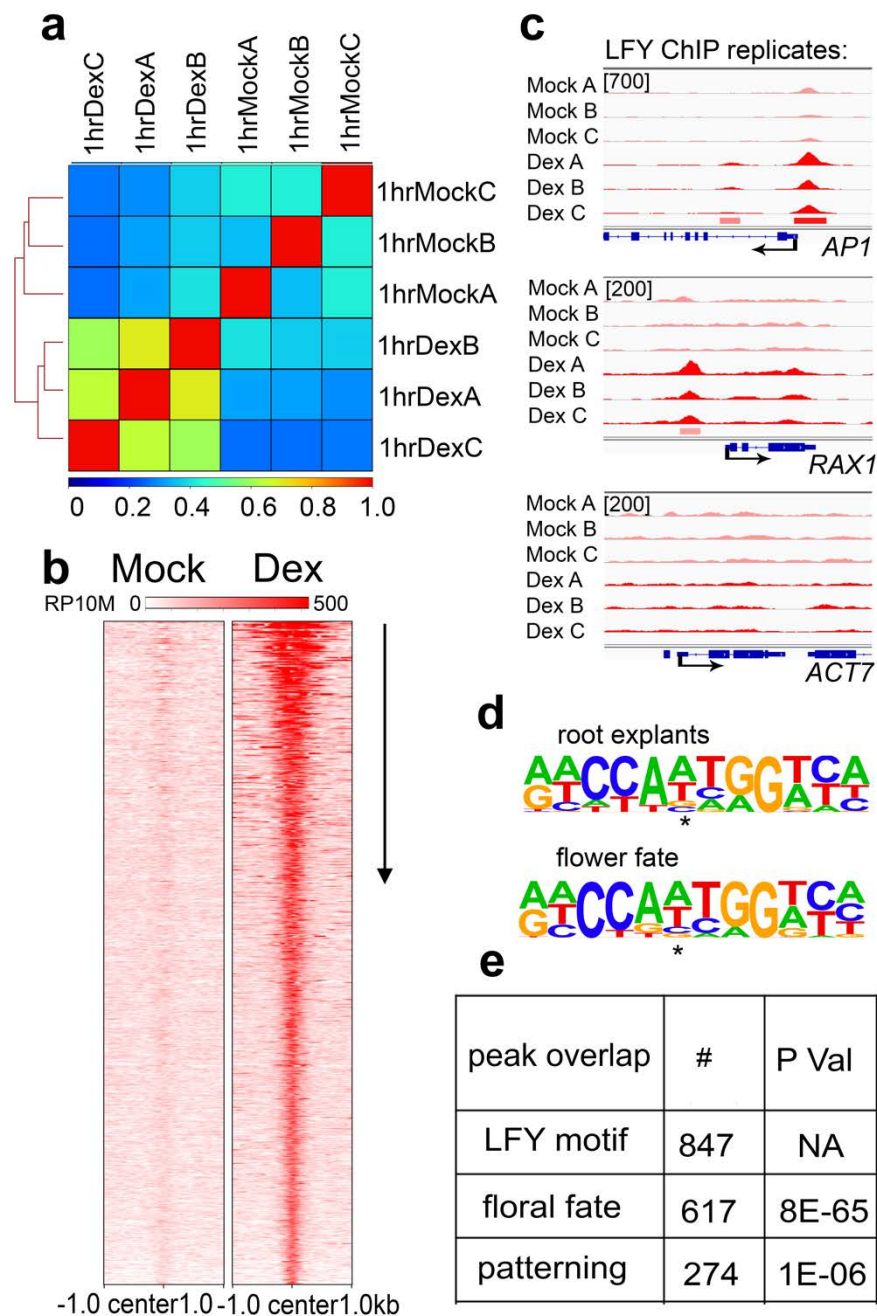 a
1hrDexC
1hrDexA
1hrDexB
1hrMockA
1hrMockB
1hrMockC
1hrMockC
1hrMockB
1hrMockA
1hrDexB
1hrDexA
1hrDexC
0 0.2 0.4 0.6 0.8 1.0
b
Mock Dex
RP10M 0 500
-1.0 center1.0 -1.0 center1.0kb
c
LFY ChIP replicates:
Mock A [700]
Mock B
Mock C
Dex A
Dex B
Dex C
AP1
Mock A [200]
Mock B
Mock C
Dex A
Dex B
Dex C
RAX1
Mock A [200]
Mock B
Mock C
Dex A
Dex B
Dex C
ACT7
d
root explants
*
flower fate
*
e
peak overlap # P Val
LFY motif 847 NA
floral fate 617 8E-65
patterning 274 1E-06